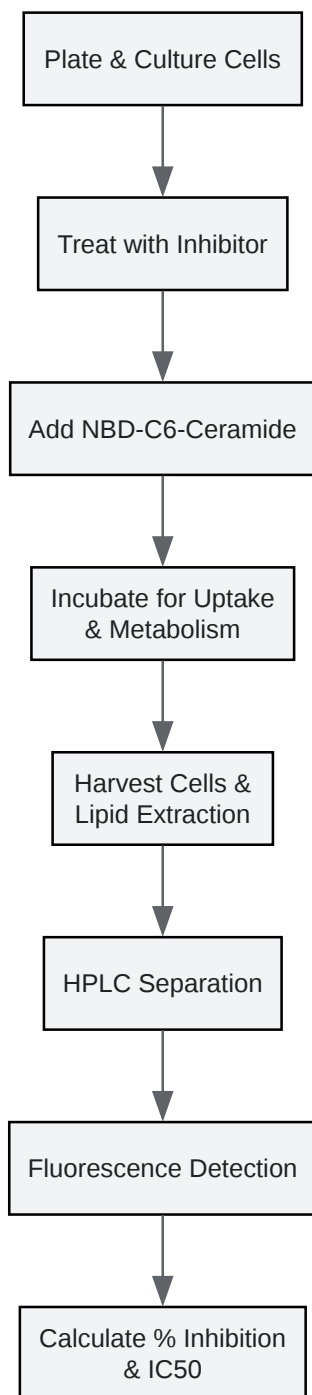 Plate & Culture Cells
Treat with Inhibitor
Add NBD-C6-Ceramide
Incubate for Uptake
& Metabolism
Harvest Cells &
Lipid Extraction
HPLC Separation
Fluorescence Detection
Calculate % Inhibition
& IC50